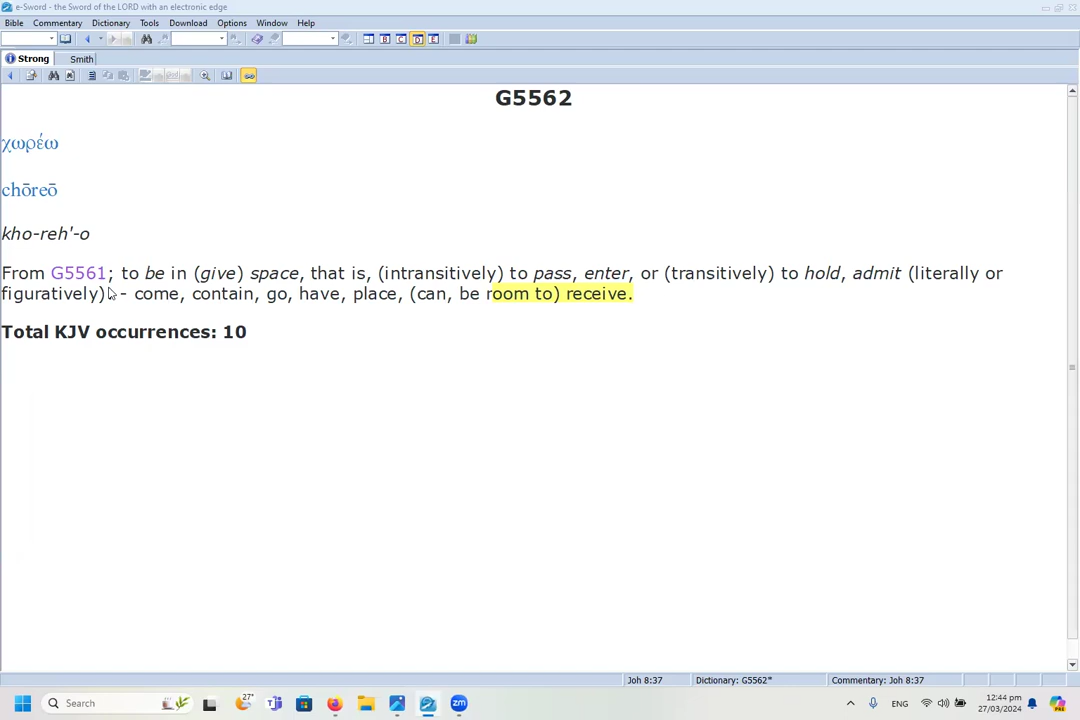 e-Sword - the Sword of the LORD with an electronic edge
Bible Commentary Dictionary Tools Download Options Window Help
B C D E
Strong Smith
G5562
χωρέω
chōreō
kho-reh'-o
From G5561; to be in (give) space, that is, (intransitively) to pass, enter, or (transitively) to hold, admit (literally or
figuratively) - come, contain, go, have, place, (can, be room to) receive.
Total KJV occurrences: 10
Joh 8:37 Dictionary: G5562* Commentary: Joh 8:37
Search 27° zm ENG 12:44 pm
27/03/2024